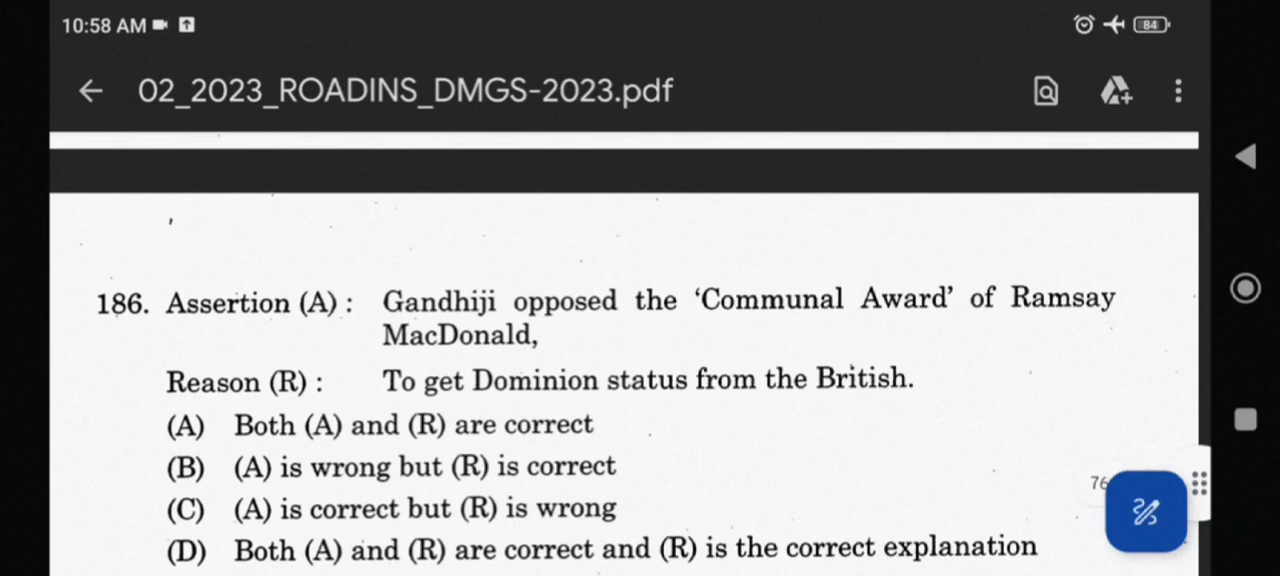 10:58 AM
84
02_2023_ROADINS_DMGS-2023.pdf
186. Assertion (A) : Gandhiji opposed the ‘Communal Award’ of Ramsay
MacDonald,
Reason (R) : To get Dominion status from the British.
(A) Both (A) and (R) are correct
(B) (A) is wrong but (R) is correct
(C) (A) is correct but (R) is wrong
(D) Both (A) and (R) are correct and (R) is the correct explanation
76